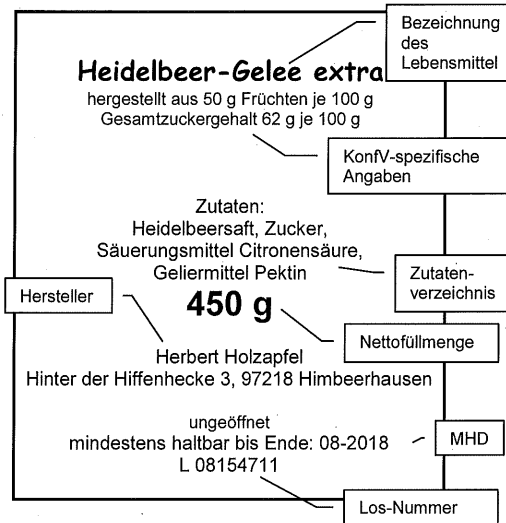 Bezeichnung
des
Lebensmittel
Heidelbeer-Gelee extra
hergestellt aus 50 g Früchten je 100 g
Gesamtzuckergehalt 62 g je 100 g
KonfV-spezifische
Angaben
Zutaten:
Heidelbeersaft, Zucker,
Säuerungsmittel Citronensäure,
Geliermittel Pektin
Zutaten-
verzeichnis
Hersteller
450 g
Nettofüllmenge
Herbert Holzapfel
Hinter der Hiffenhecke 3, 97218 Himbeerhausen
ungeöffnet
mindestens haltbar bis Ende: 08-2018
MHD
L 08154711
Los-Nummer